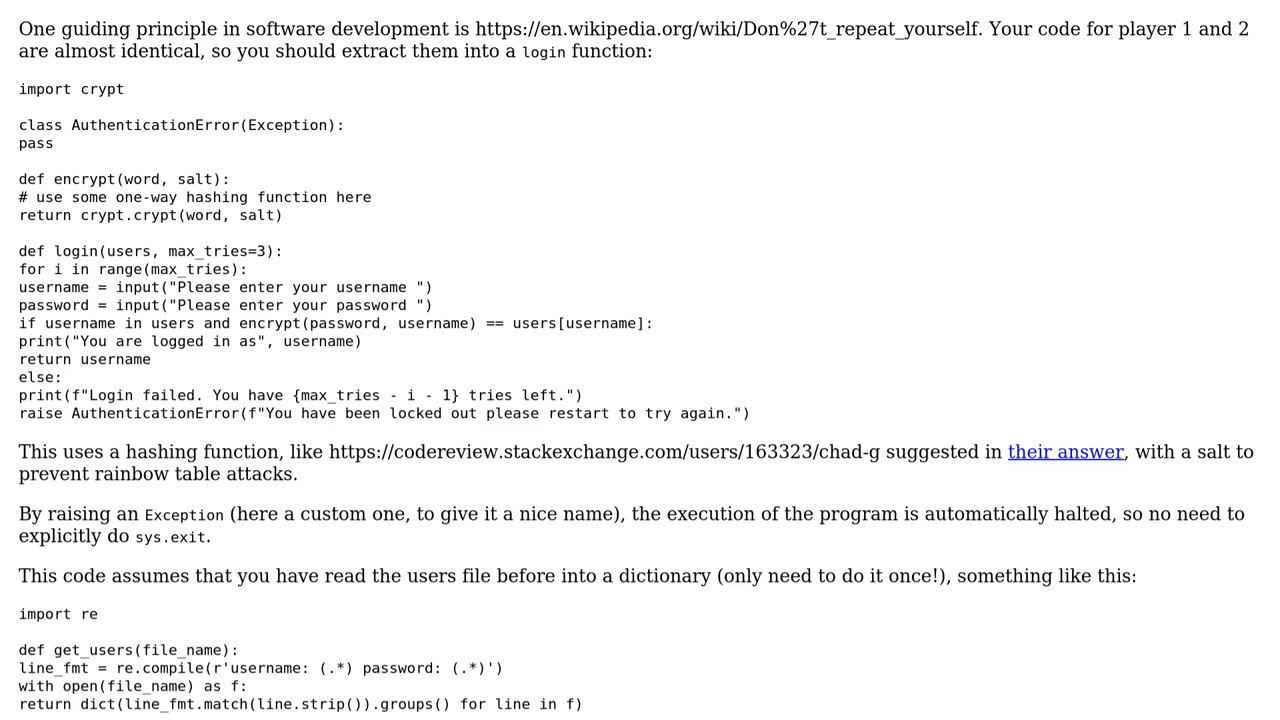 One guiding principle in software development is https://en.wikipedia.org/wiki/Don%27t_repeat_yourself. Your code for player 1 and 2
are almost identical, so you should extract them into a login function:
import crypt
class AuthenticationError(Exception):
pass
def encrypt(word, salt):
# use some one-way hashing function here
return crypt.crypt(word, salt)
def login(users, max_tries=3):
for i in range(max_tries):
username = input("Please enter your username ")
password = input("Please enter your password ")
if username in users and encrypt(password, username) == users[username]:
print("You are logged in as", username)
return username
else:
print(f"Login failed. You have {max_tries - i - 1} tries left.")
raise AuthenticationError(f"You have been locked out please restart to try again.")
This uses a hashing function, like https://codereview.stackexchange.com/users/163323/chad-g suggested in their answer, with a salt to
prevent rainbow table attacks.
By raising an Exception (here a custom one, to give it a nice name), the execution of the program is automatically halted, so no need to
explicitly do sys.exit.
This code assumes that you have read the users file before into a dictionary (only need to do it once!), something like this:
import re
def get_users(file_name):
line_fmt = re.compile(r'username: (.*) password: (.*)')
with open(file_name) as f:
return dict(line_fmt.match(line.strip()).groups() for line in f)